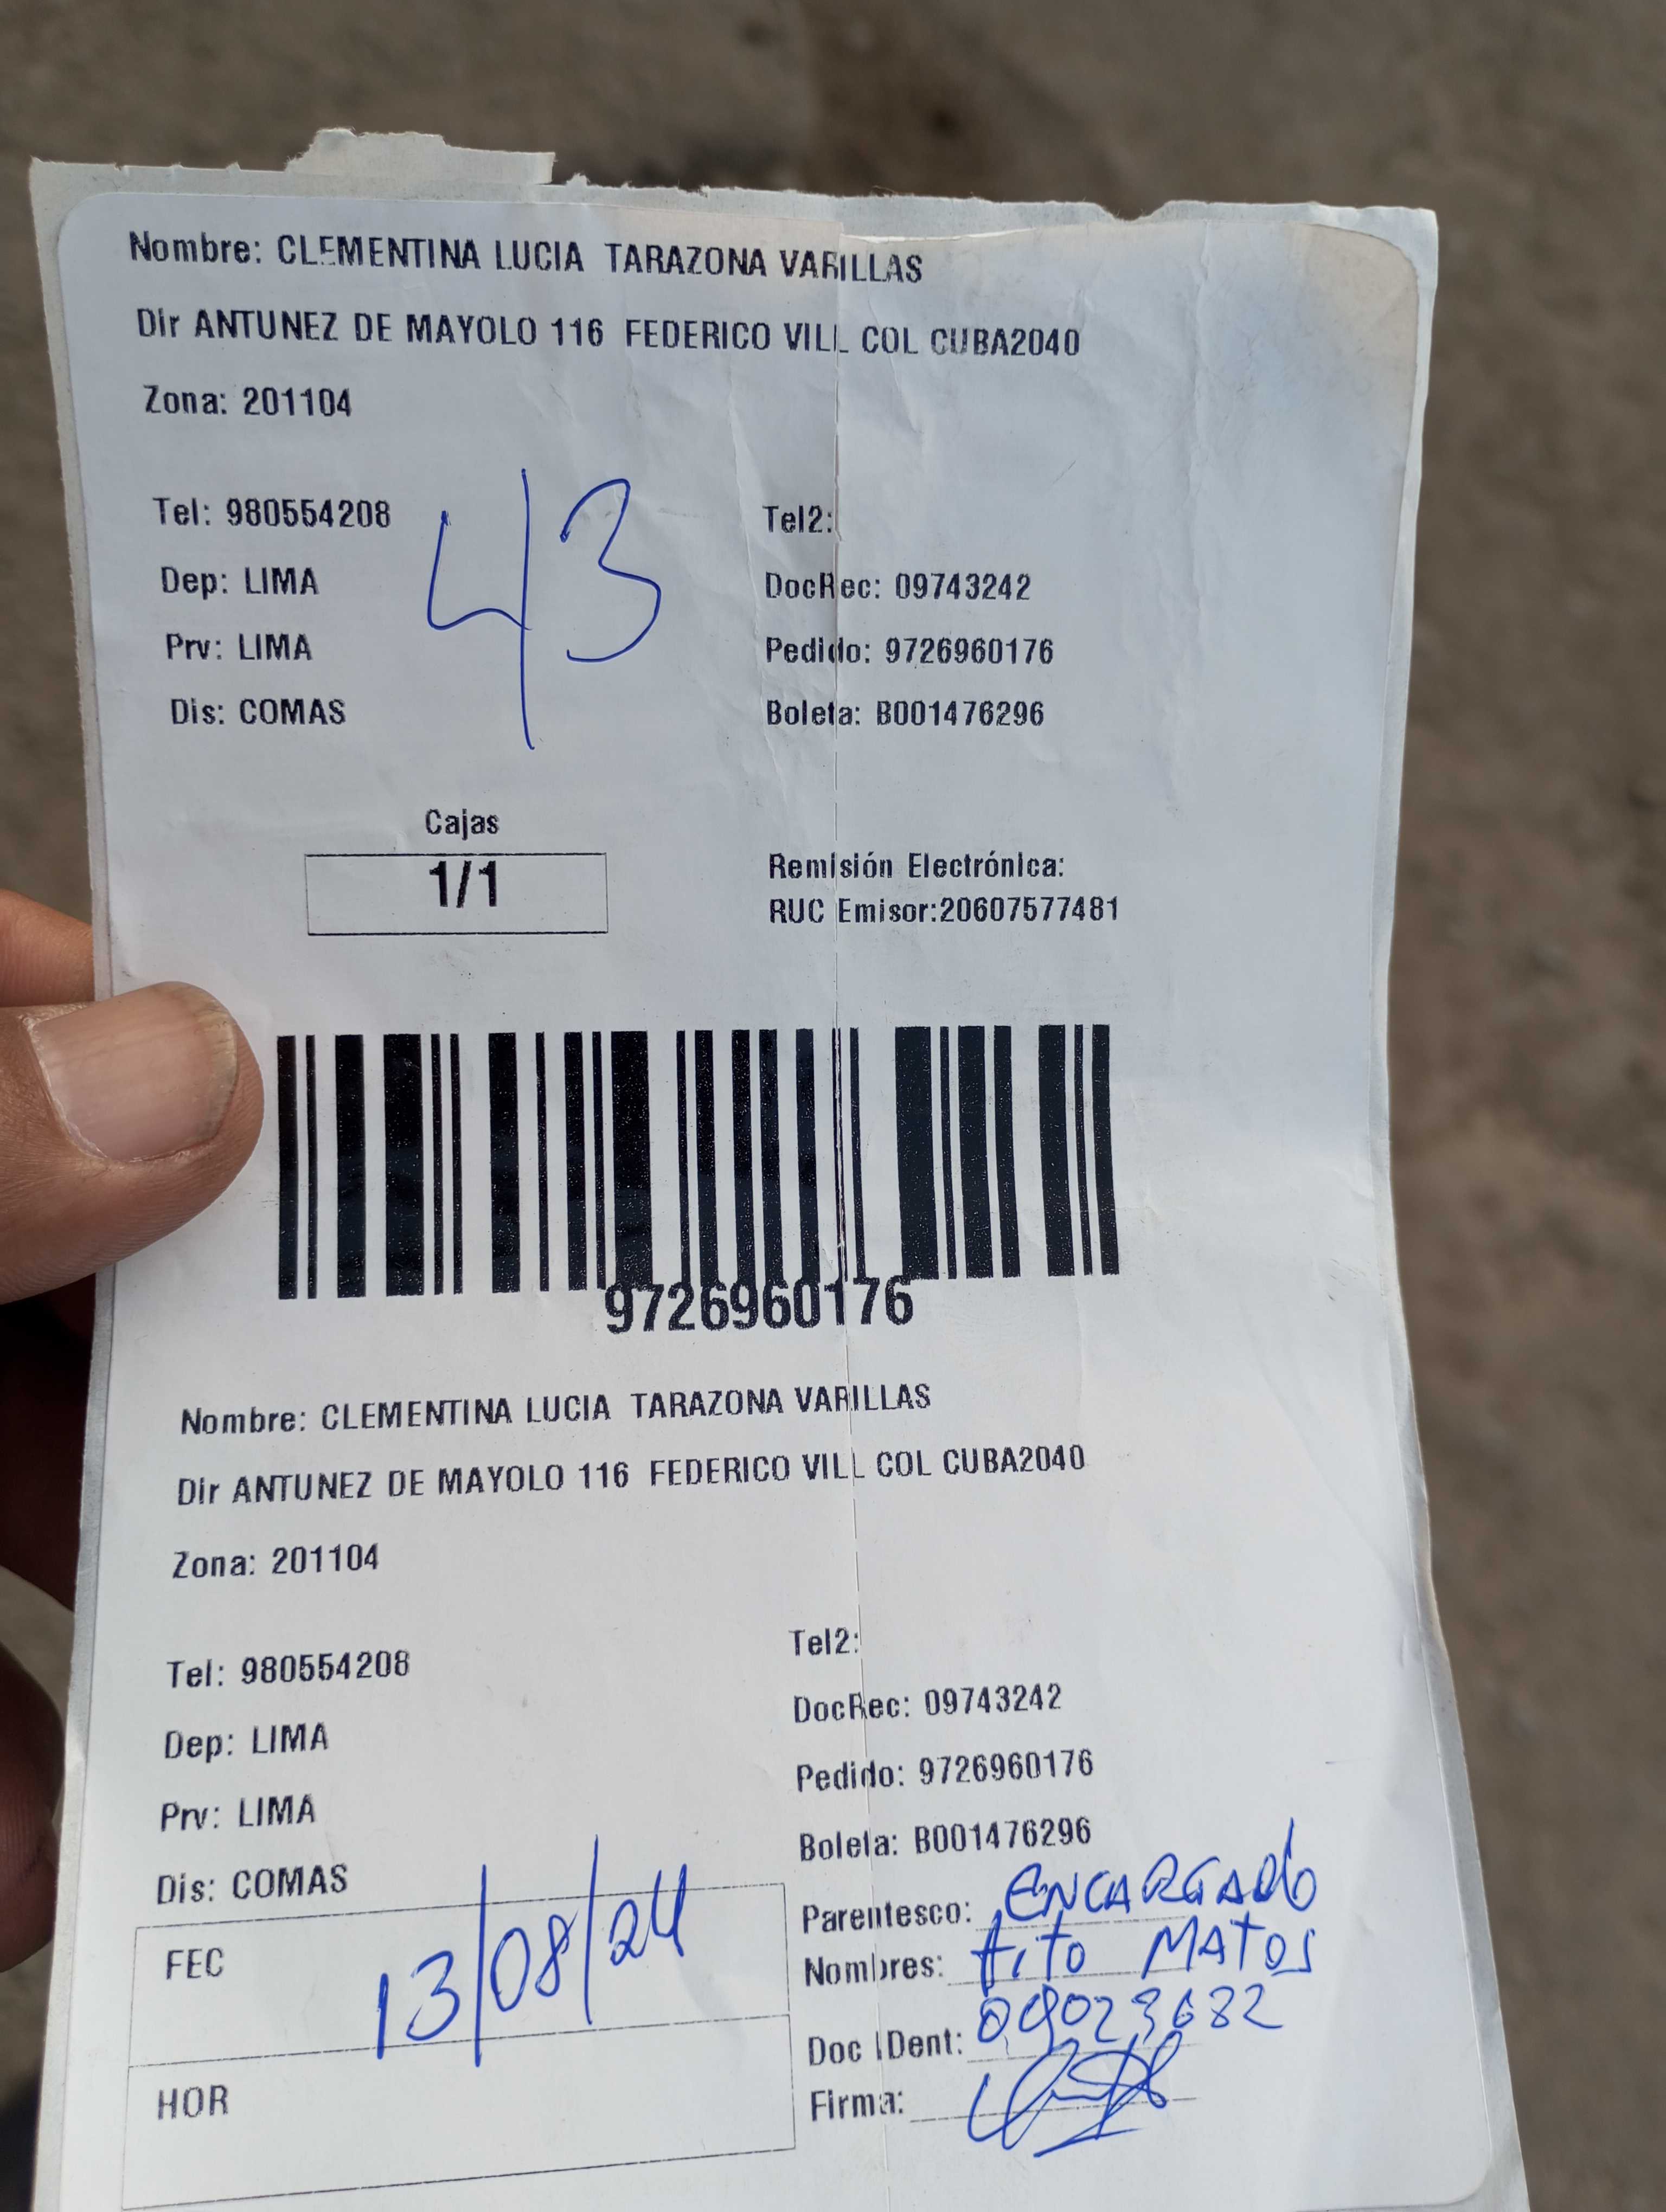 Nombre: CLEMENTINA LUCIA TARAZONA VARILLAS
Dir ANTUNEZ DE MAYOLO 116 FEDERICO VILL COL CUBA2040
Zona: 201104
43
Tel: 980554208 Tel2:
Dep: LIMA DocRec: 09743242
Prv: LIMA Pedido: 9726960176
Dis: COMAS Boleta: B001476296
Cajas
1/1
Remisión Electrónica:
RUC Emisor:20607577481
9726960176
Nombre: CLEMENTINA LUCIA TARAZONA VARILLAS
Dir ANTUNEZ DE MAYOLO 116 FEDERICO VILL COL CUBA2040
Zona: 201104
Tel: 980554208 Tel2:
Dep: LIMA DocRec: 09743242
Prv: LIMA Pedido: 9726960176
Dis: COMAS Boleta: B001476296
FEC 13/08/24
HOR
Parentesco: ENCARGADO
Nombres: tito MATOS
Doc IDent: 09023682
Firma: